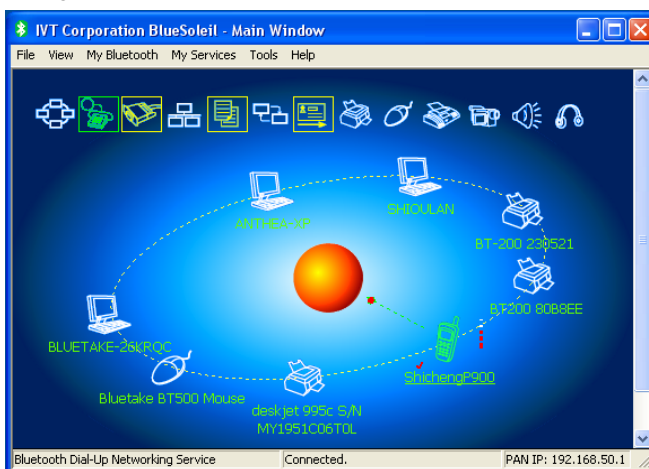 IVT Corporation BlueSoleil - Main Window
File View My Bluetooth My Services Tools Help
ANTHEA-XT
SHIOULAN
BT-200 230521
BT200 80B8EE
BLUETAKE-26KRQC
ShichengP900
Bluetake BT500 Mouse
deskjet 995c S/N
MY1951C06T0L
Bluetooth Dial-Up Networking Service Connected. PAN IP: 192.168.50.1